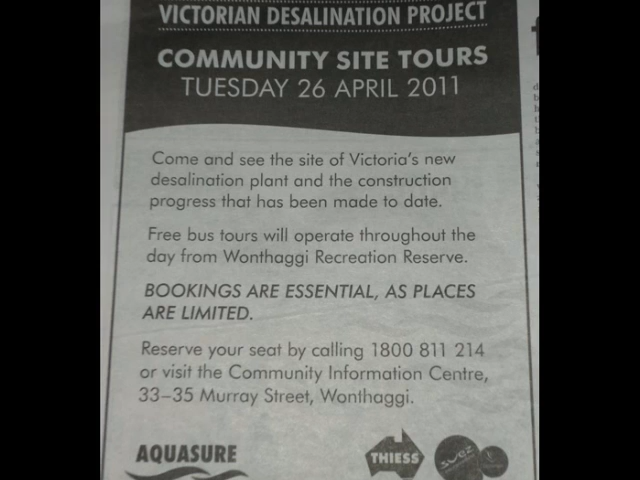 VICTORIAN DESALINATION PROJECT
COMMUNITY SITE TOURS
TUESDAY 26 APRIL 2011
Come and see the site of Victoria's new
desalination plant and the construction
progress that has been made to date.
Free bus tours will operate throughout the
day from Wonthaggi Recreation Reserve.
BOOKINGS ARE ESSENTIAL, AS PLACES
ARE LIMITED.
Reserve your seat by calling 1800 811 214
or visit the Community Information Centre,
33–35 Murray Street, Wonthaggi.
AQUASURE
THIESS
suez